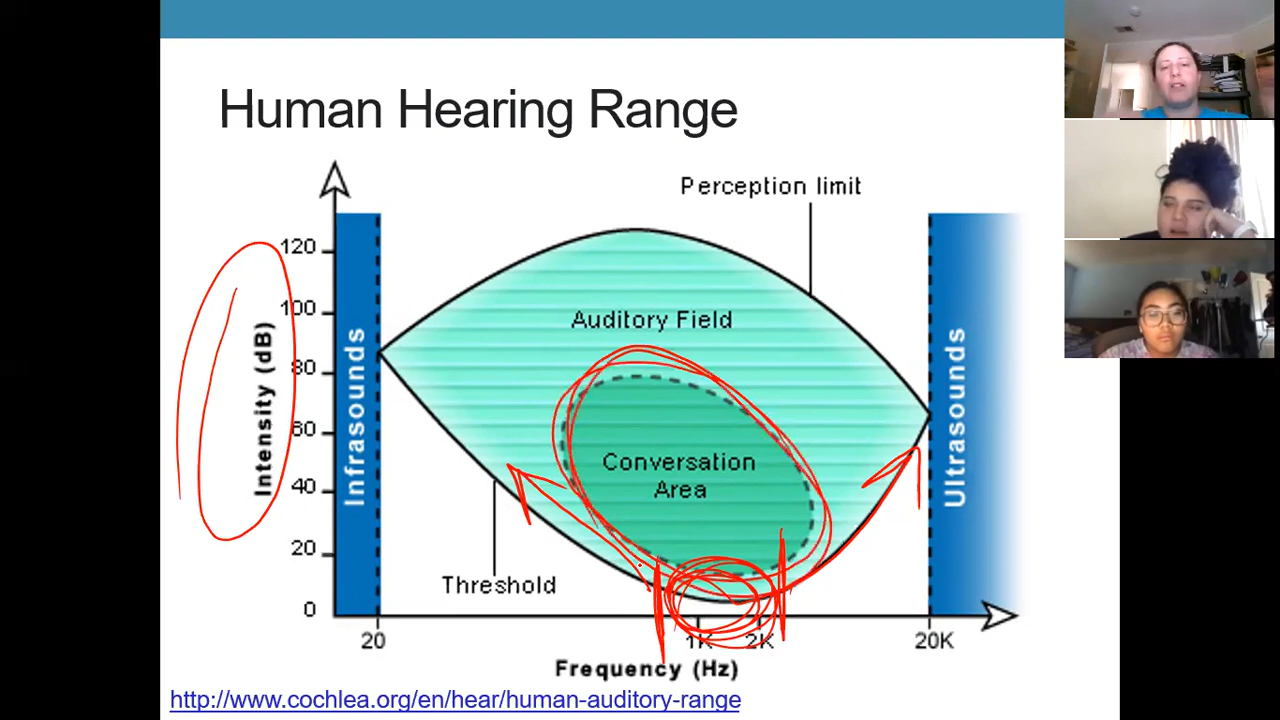 Human Hearing Range
Perception limit
120
100
80
60
40
20
0
Intensity (dB)
Infrasounds
Auditory Field
Conversation
Area
Threshold
Ultrasounds
20
1K
2K
20K
Frequency (Hz)
http://www.cochlea.org/en/hear/human-auditory-range